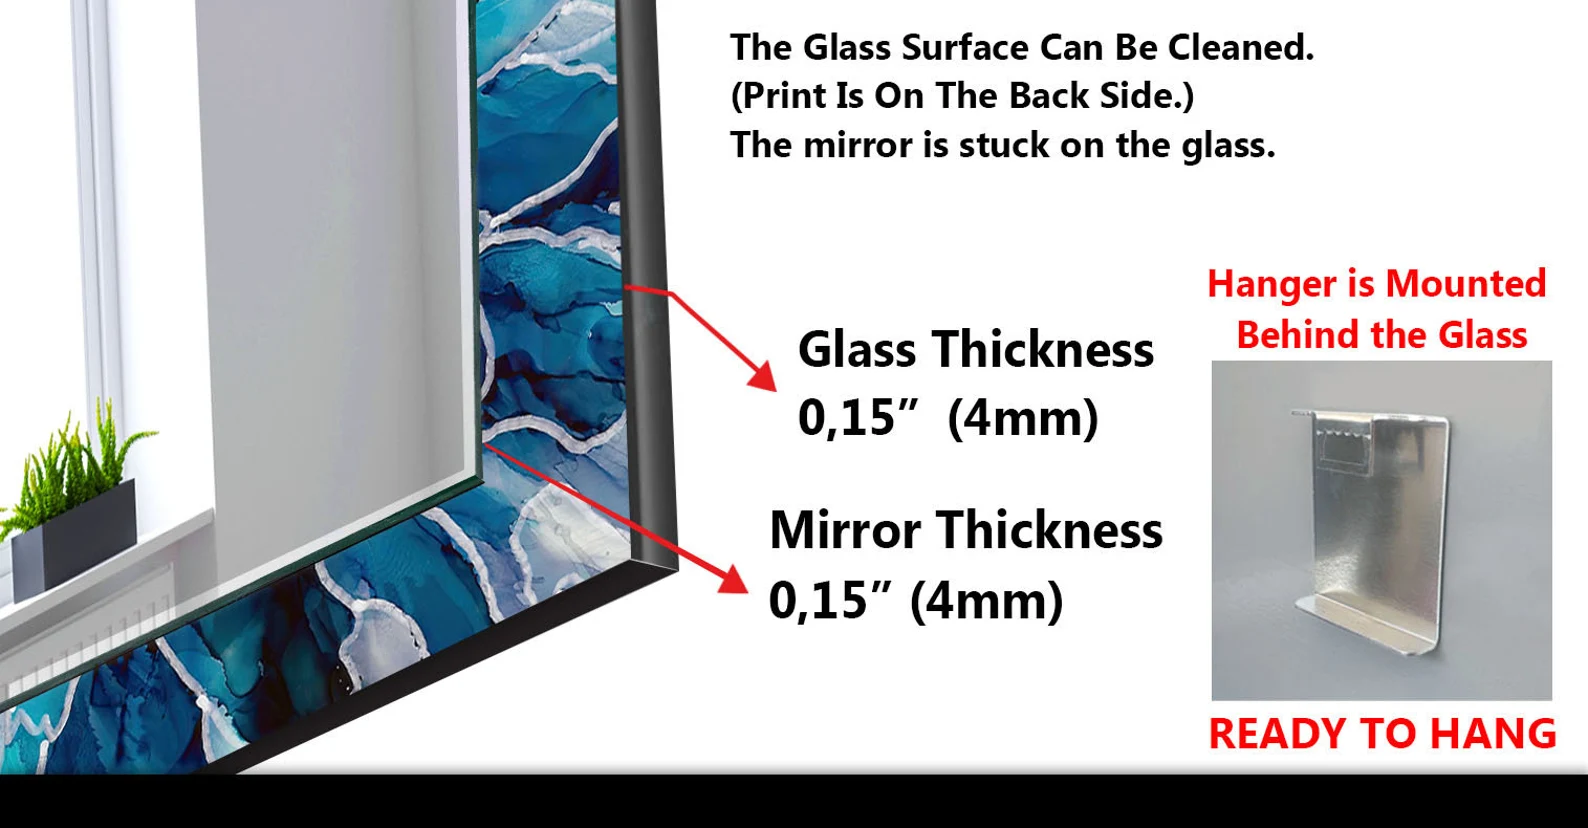 The Glass Surface Can Be Cleaned.
(Print Is On The Back Side.)
The mirror is stuck on the glass.
Glass Thickness
0,15” (4mm)
Mirror Thickness
0,15” (4mm)
Hanger is Mounted
Behind the Glass
READY TO HANG